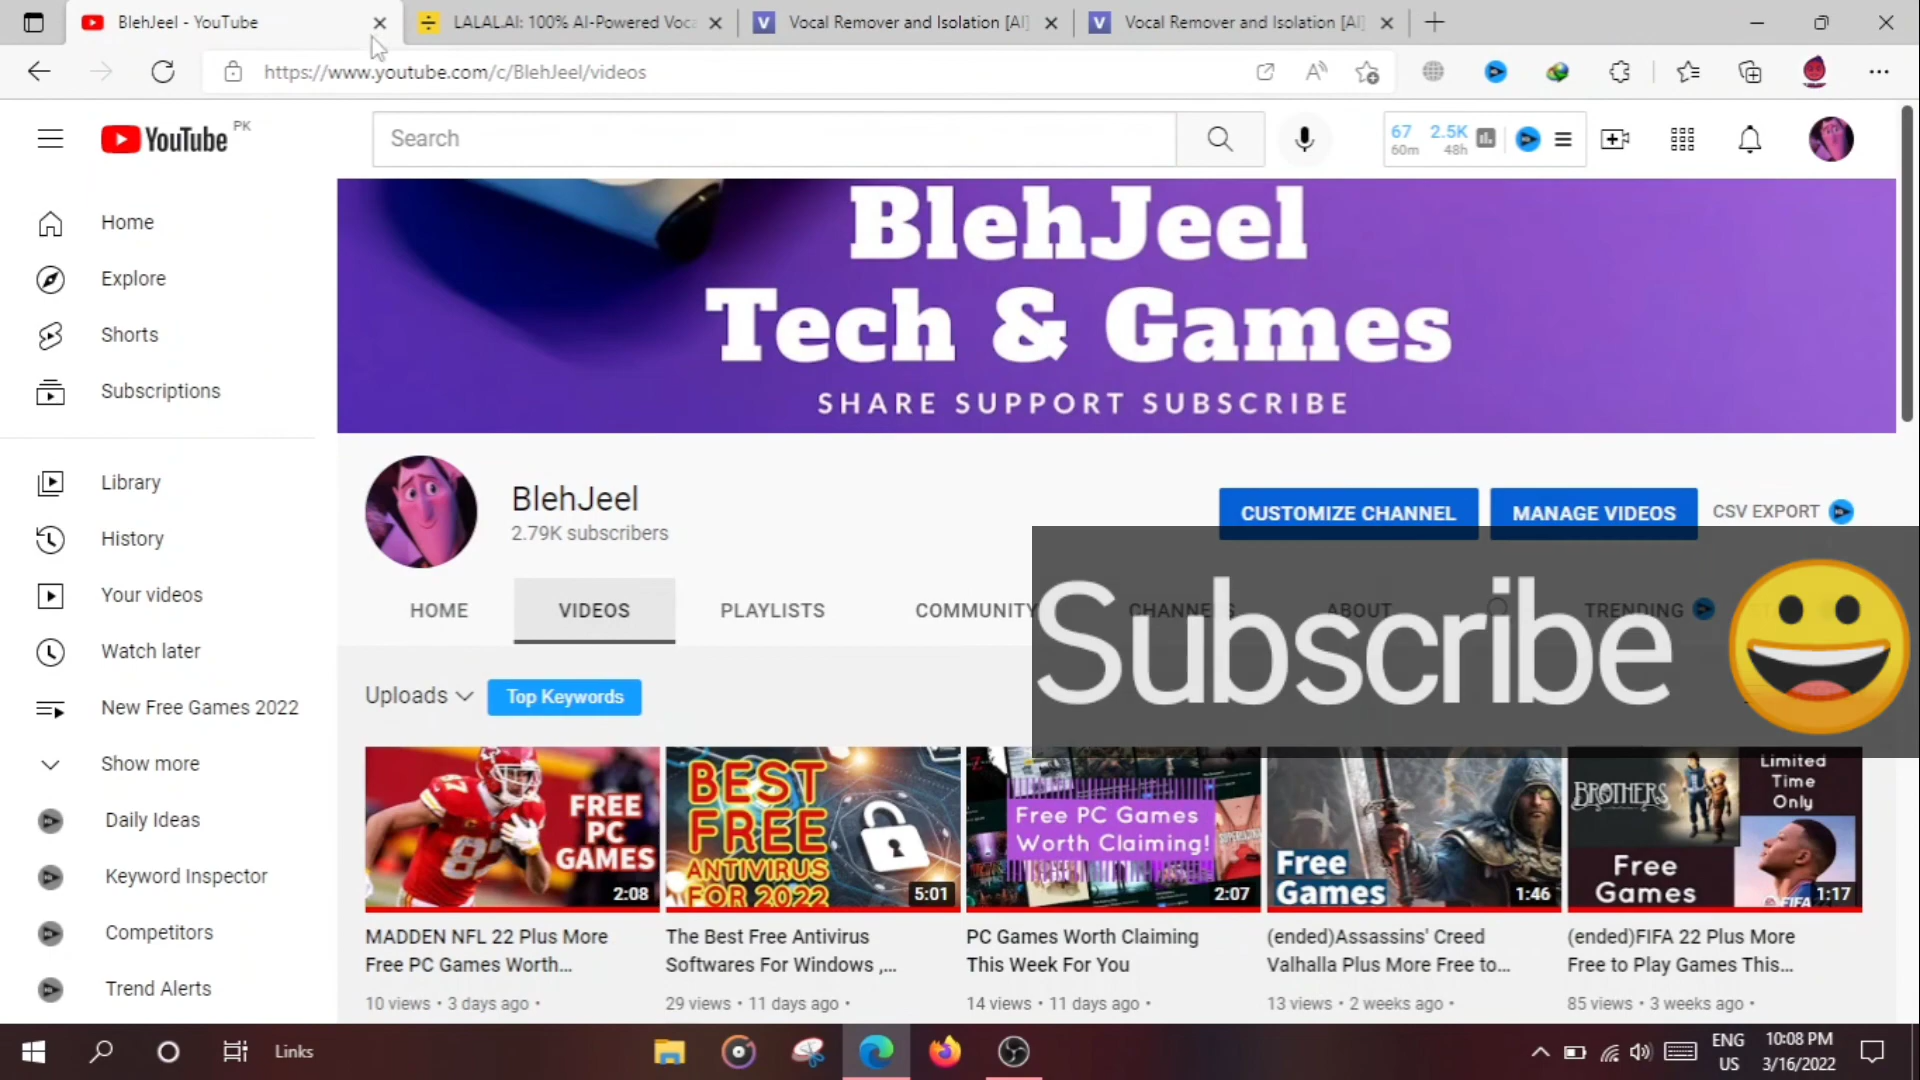 BlehJeel - YouTube
LALAL.AI: 100% AI-Powered Voca
Vocal Remover and Isolation [AI]
Vocal Remover and Isolation [AI]
https://www.youtube.com/c/BlehJeel/videos
YouTube PK
Search
67 60m
2.5K 48h
BlehJeel
Tech & Games
SHARE SUPPORT SUBSCRIBE
Home
Explore
Shorts
Subscriptions
Library
History
Your videos
Watch later
New Free Games 2022
Show more
Daily Ideas
Keyword Inspector
Competitors
Trend Alerts
BlehJeel
2.79K subscribers
CUSTOMIZE CHANNEL
MANAGE VIDEOS
CSV EXPORT
HOME
VIDEOS
PLAYLISTS
COMMUNITY
CHANNELS
ABOUT
TRENDING
Subscribe
Uploads
Top Keywords
FREE
PC
GAMES
2:08
BEST
FREE
ANTIVIRUS
FOR 2022
5:01
Free PC Games
Worth Claiming!
2:07
Free
Games
1:46
BROTHERS
Limited
Time
Only
Free
Games
FIFA
1:17
MADDEN NFL 22 Plus More
Free PC Games Worth...
10 views • 3 days ago •
The Best Free Antivirus
Softwares For Windows ,...
29 views • 11 days ago •
PC Games Worth Claiming
This Week For You
14 views • 11 days ago •
(ended)Assassins' Creed
Valhalla Plus More Free to...
13 views • 2 weeks ago •
(ended)FIFA 22 Plus More
Free to Play Games This...
85 views • 3 weeks ago •
Links
ENG
US
10:08 PM
3/16/2022